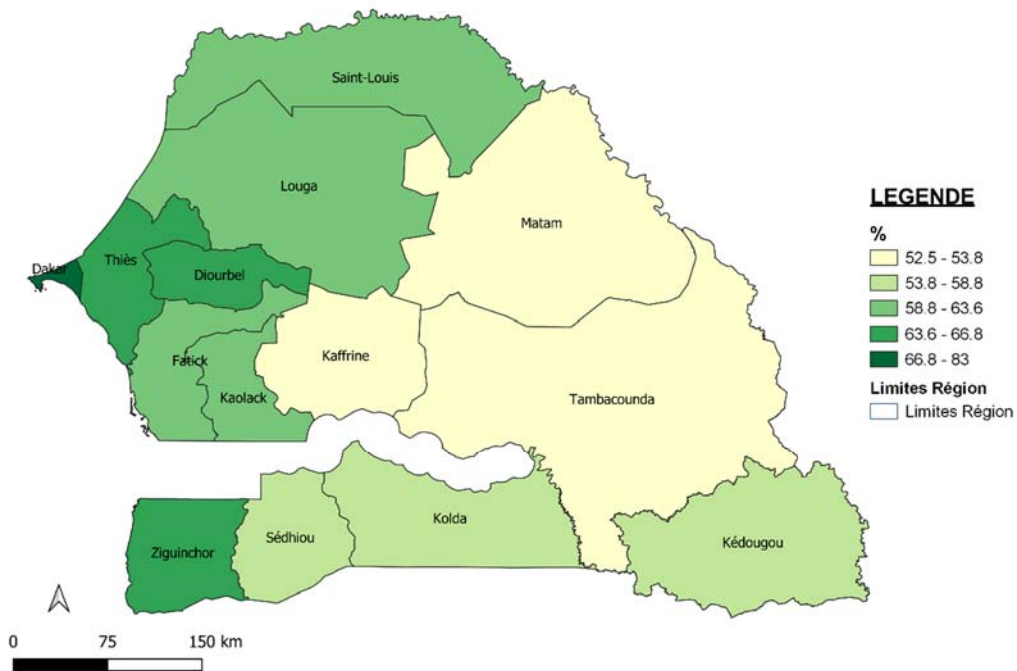 Saint-Louis
Louga
Matam
Thiès
Dakar
Diourbel
Fatick
Kaolack
Kaffrine
Tambacounda
Kolda
Sédhiou
Ziguinchor
Kédougou
LEGENDE
%
52.5 - 53.8
53.8 - 58.8
58.8 - 63.6
63.6 - 66.8
66.8 - 83
Limites Région
Limites Région
0 75 150 km